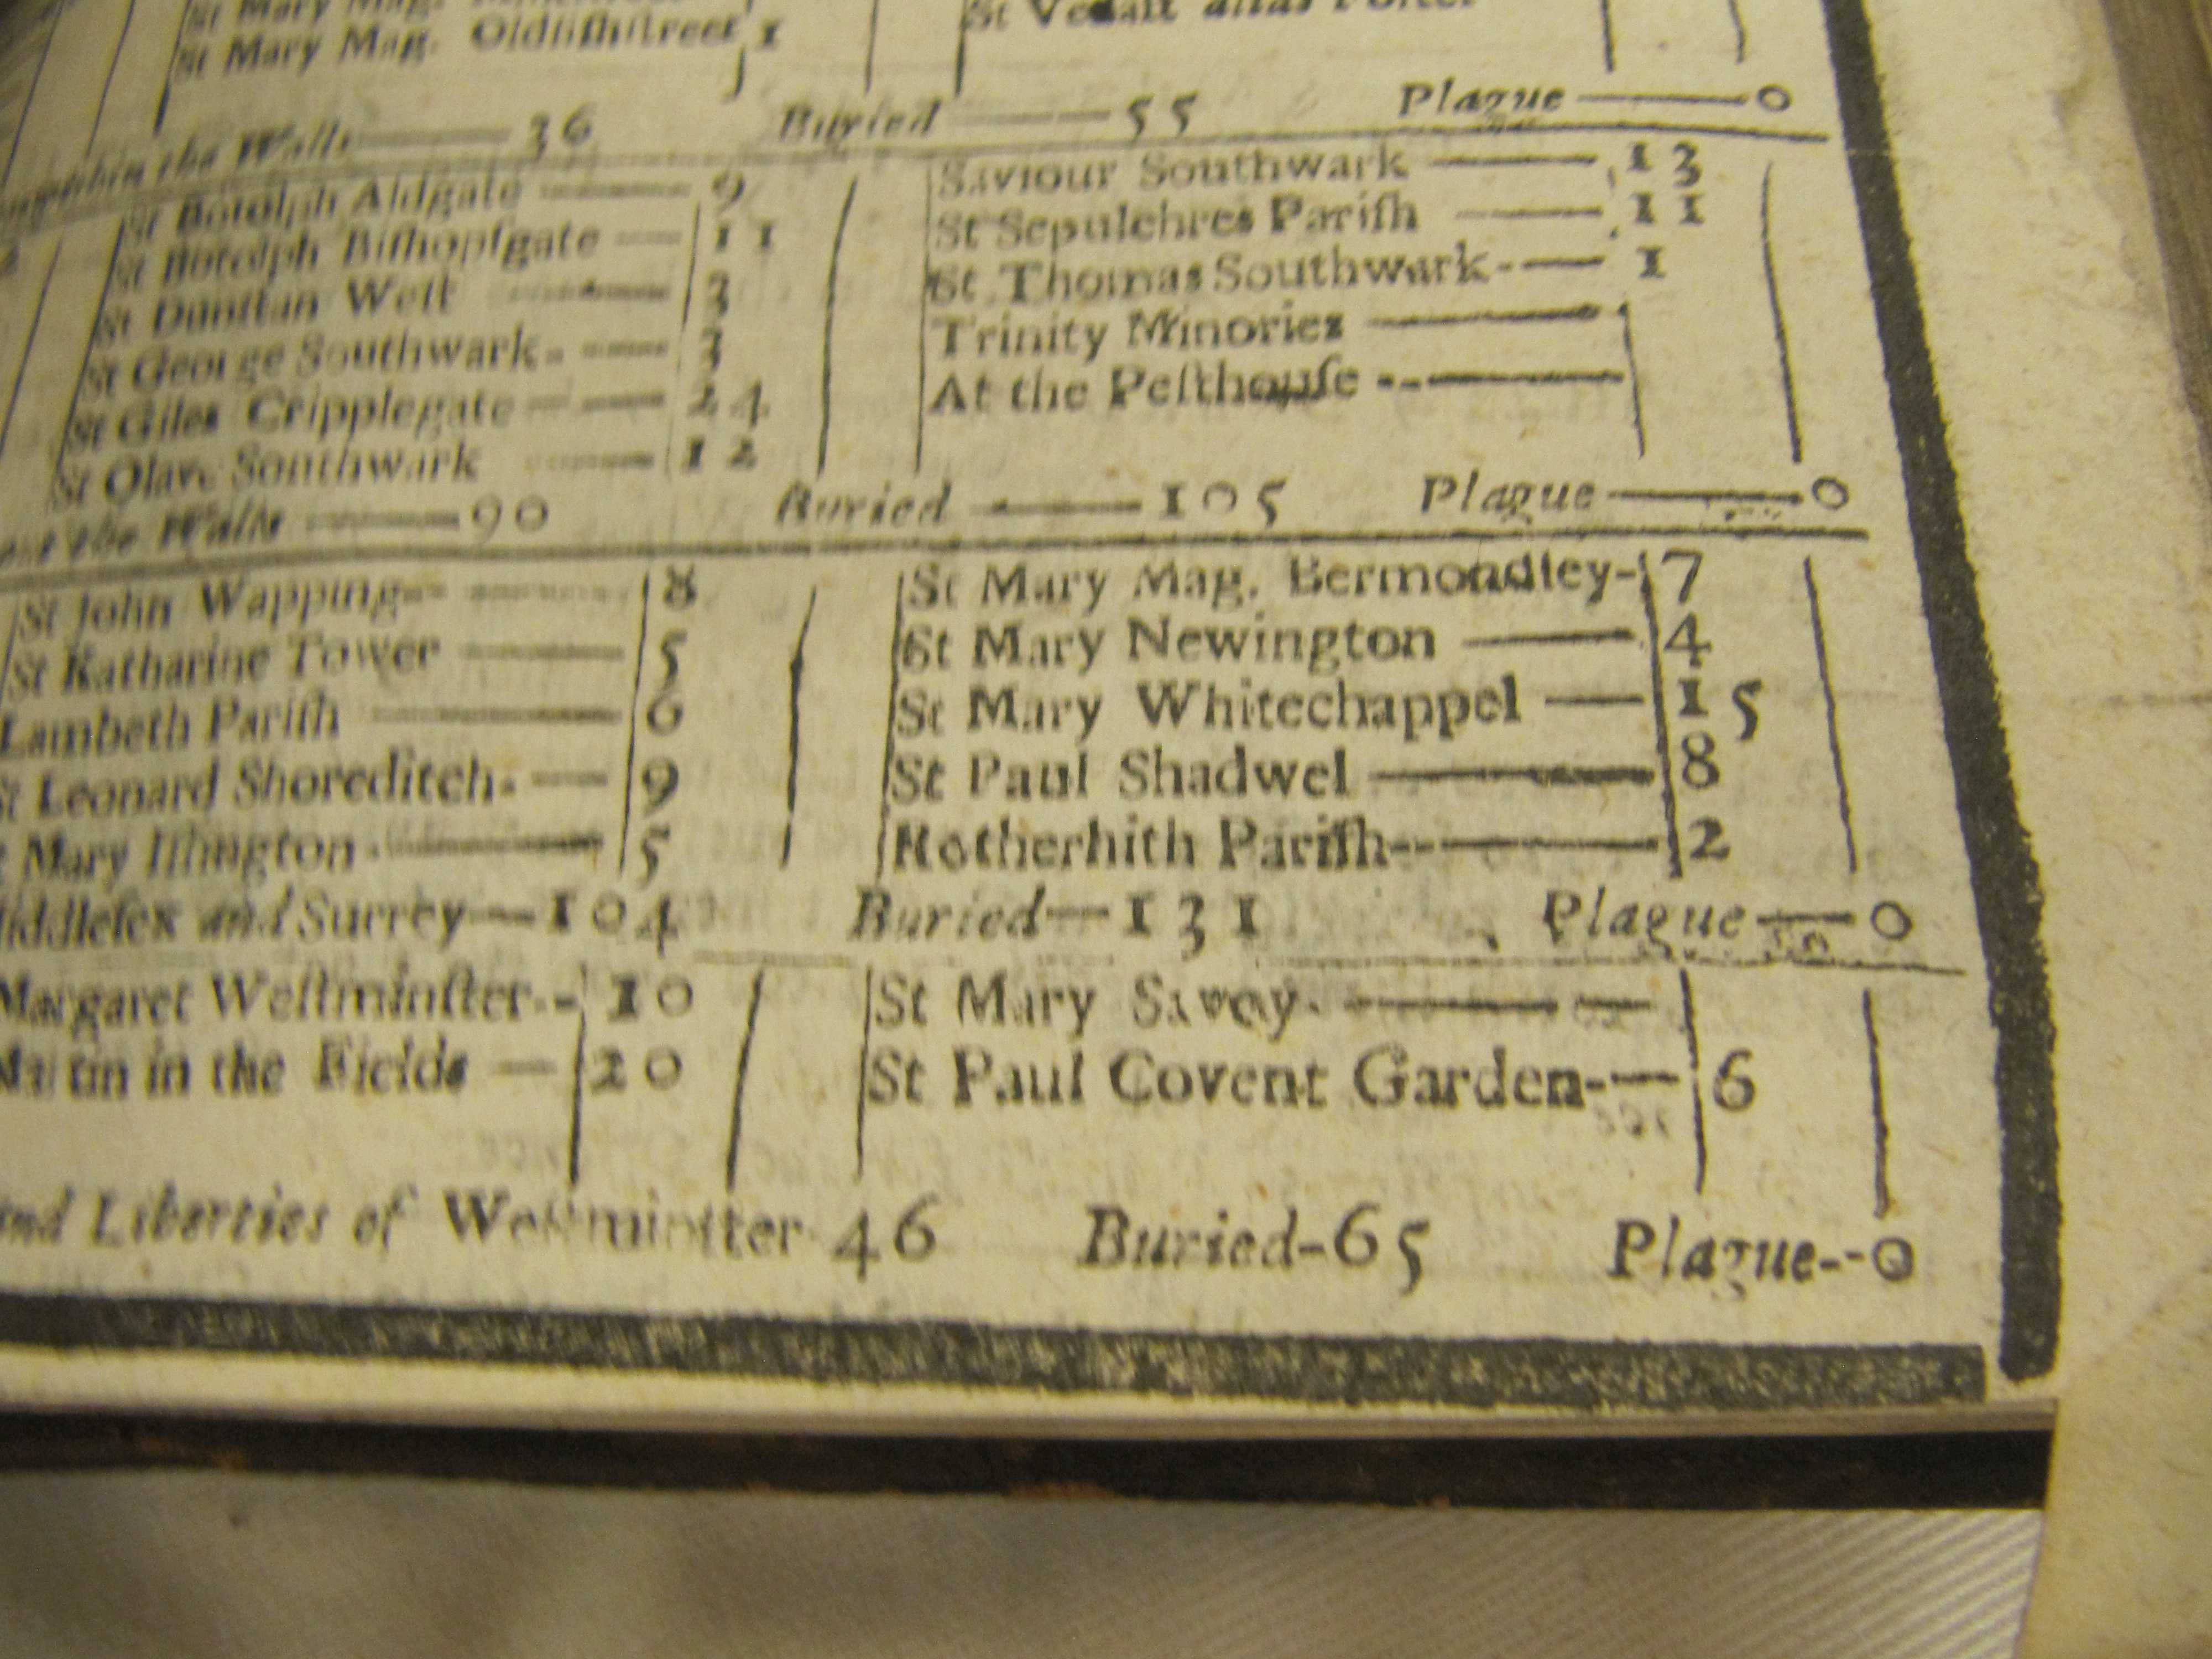 St Mary Mag. Oldfiſhſtreet 1
St Vedaſt alias Foſter
within the Walls 36 Buried 55 Plague 0
St Botolph Aldgate 9 Saviour Southwark 13
St Botolph Biſhopſgate 11 St Sepulchres Pariſh 11
St Dunſtan Weſt 3 St Thomas Southwark 1
St George Southwark 3 Trinity Minories
St Giles Cripplegate 24 At the Peſthouſe
St Olave Southwark 12
the Walls 90 Buried 105 Plague 0
St John Wapping 8 St Mary Mag. Bermondſey 7
St Katharine Tower 5 St Mary Newington 4
Lambeth Pariſh 6 St Mary Whitechappel 15
St Leonard Shoreditch 9 St Paul Shadwel 8
Mary Iſlington 5 Rotherhith Pariſh 2
iddleſex and Surrey 104 Buried 131 Plague 0
Margaret Weſtminſter 10 St Mary Savoy
Martin in the Fields 20 St Paul Covent Garden 6
and Liberties of Weſtminſter 46 Buried-65 Plague--0